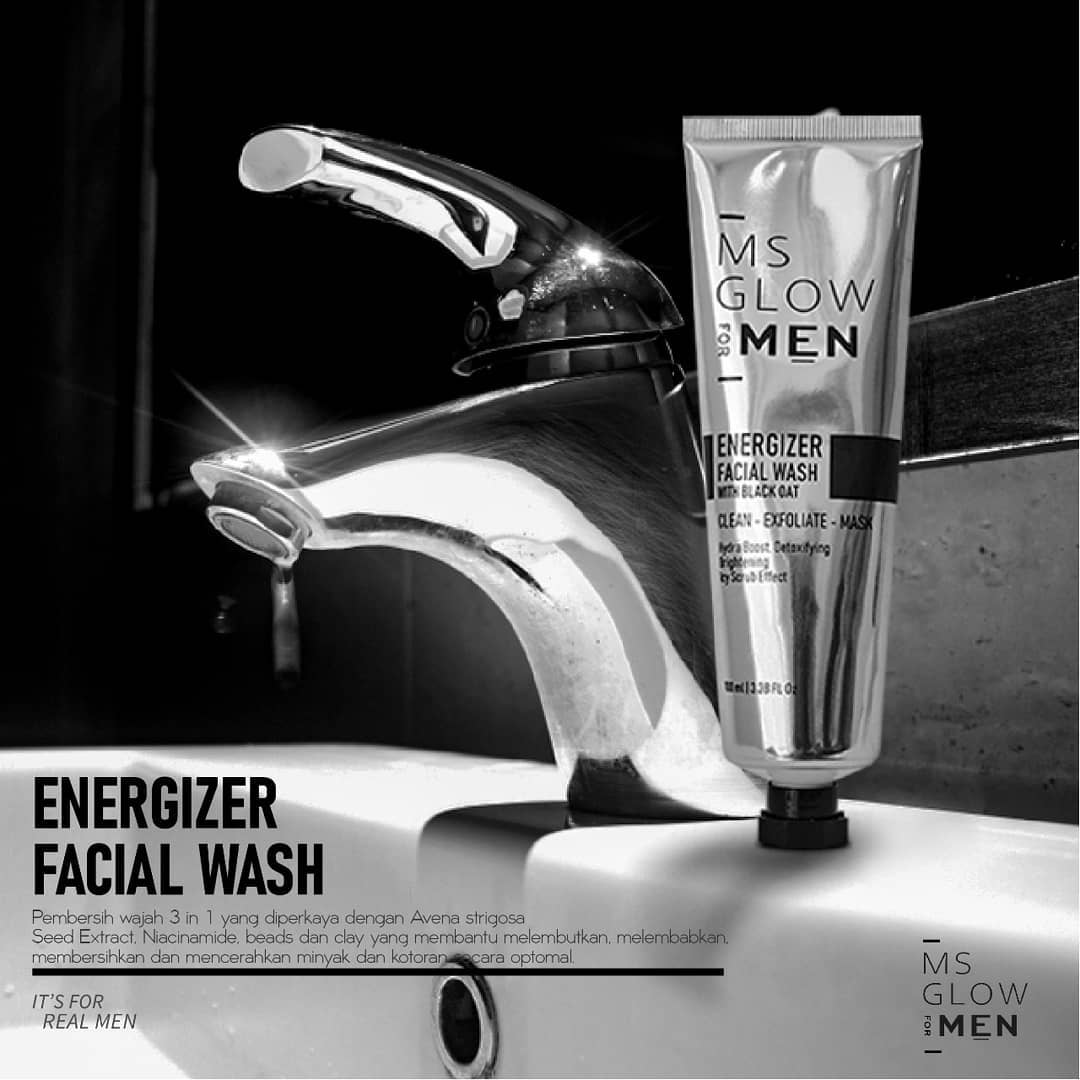 MS
GLOW
FOR MEN
ENERGIZER
FACIAL WASH
WITH BLACK OAT
CLEAN - EXFOLIATE - MASK
Hydra Boost, Detoxifying
Brightening
Icy Scrub Effect
100 ml | 3.38 FL Oz
ENERGIZER
FACIAL WASH
Pembersih wajah 3 in 1 yang diperkaya dengan Avena strigosa
Seed Extract, Niacinamide, beads dan clay yang membantu melembutkan, melembabkan,
membersihkan dan mencerahkan minyak dan kotoran secara optomal.
IT'S FOR
REAL MEN
MS
GLOW
FOR MEN